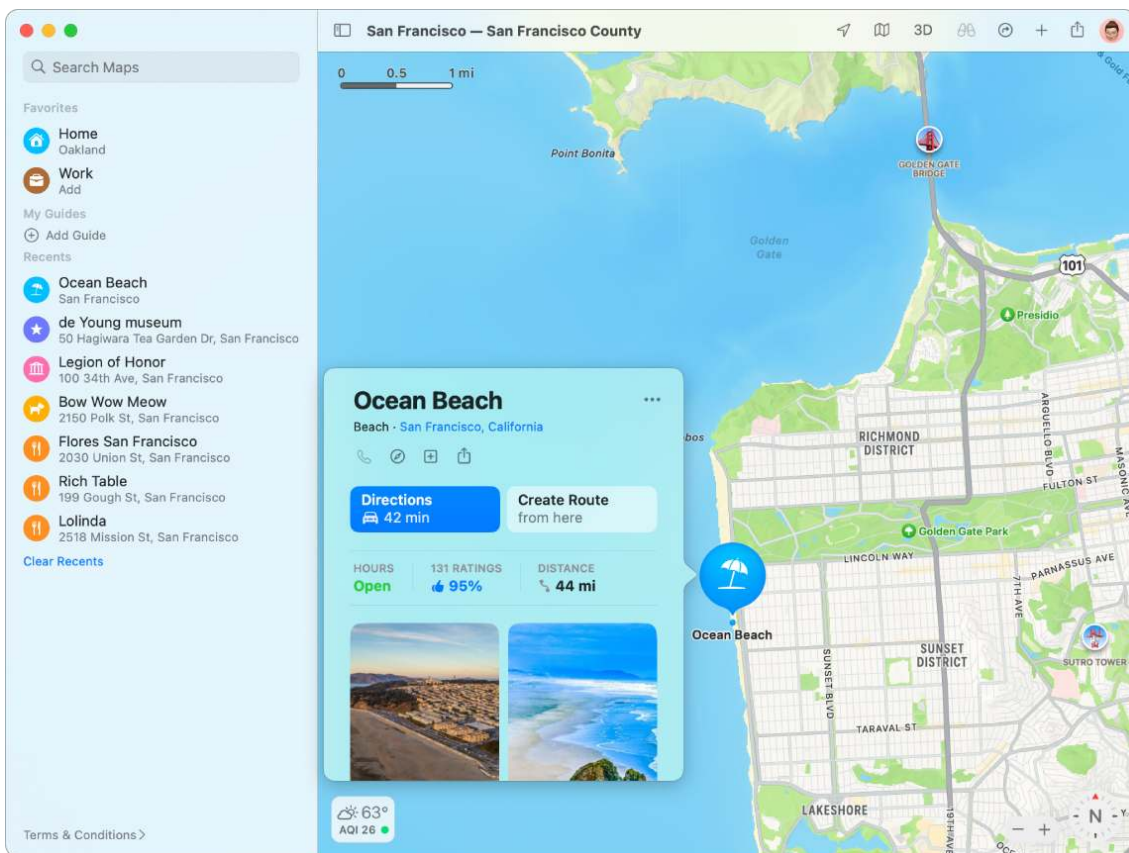 San Francisco — San Francisco County
3D
Search Maps
Favorites
Home
Oakland
Work
Add
My Guides
Add Guide
Recents
Ocean Beach
San Francisco
de Young museum
50 Hagiwara Tea Garden Dr, San Francisco
Legion of Honor
100 34th Ave, San Francisco
Bow Wow Meow
2150 Polk St, San Francisco
Flores San Francisco
2030 Union St, San Francisco
Rich Table
199 Gough St, San Francisco
Lolinda
2518 Mission St, San Francisco
Clear Recents
Terms & Conditions >
0 0.5 1 mi
Point Bonita
GOLDEN GATE
BRIDGE
Golden
Gate
101
Presidio
Ocean Beach
Beach · San Francisco, California
Directions
42 min
Create Route
from here
HOURS
Open
131 RATINGS
95%
DISTANCE
44 mi
bos
RICHMOND
DISTRICT
ARGUELLO BLVD
MASONIC AVE
FULTON ST
Golden Gate Park
LINCOLN WAY
PARNASSUS AVE
7TH AVE
Ocean Beach
SUNSET
DISTRICT
SUTRO TOWER
SUNSET BLVD
TARAVAL ST
LAKESHORE
19TH AVE
63°
AQI 26
N